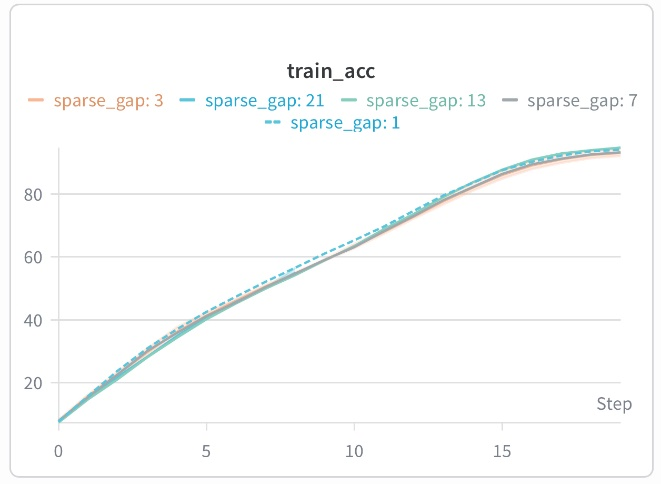 train_acc
sparse_gap: 3 sparse_gap: 21 sparse_gap: 13 sparse_gap: 7
sparse_gap: 1
80
60
40
20
Step
0 5 10 15